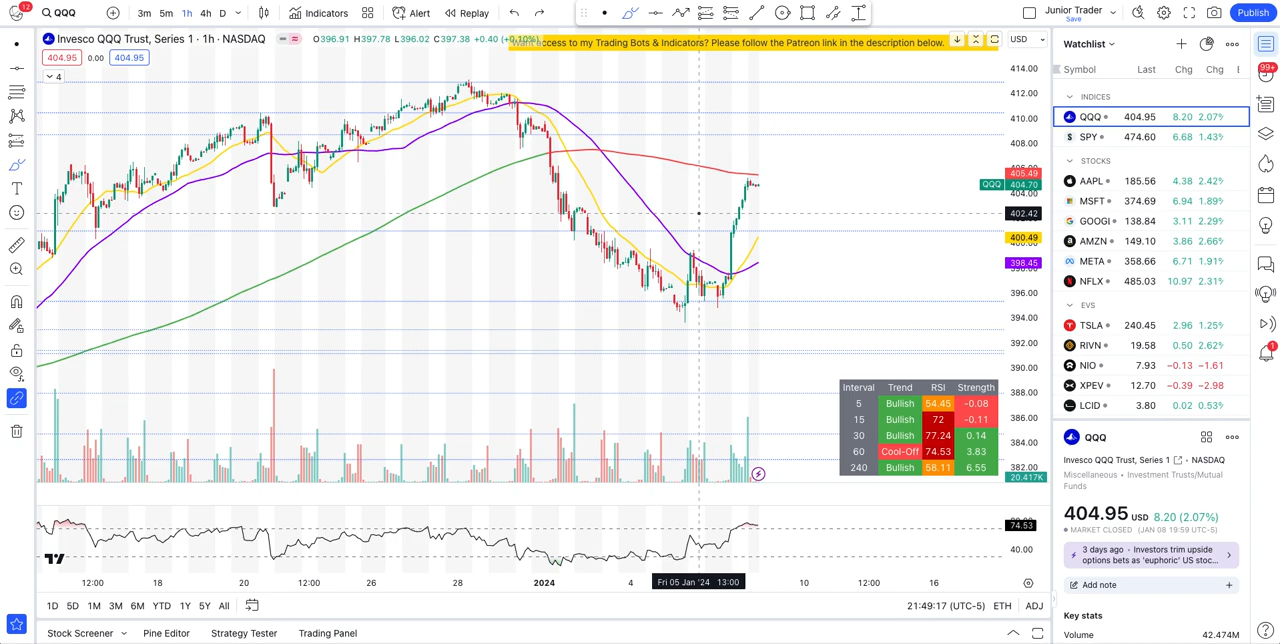 12
QQQ
3m 5m 1h 4h D
Indicators
Alert
Replay
Junior Trader
Save
Publish
Invesco QQQ Trust, Series 1 · 1h · NASDAQ
O396.91 H397.78 L396.02 C397.38 +0.40 (+0.10%)
access to my Trading Bots & Indicators? Please follow the Patreon link in the description below.
USD
404.95 0.00 404.95
4
414.00
412.00
410.00
408.00
405.49
QQQ 404.70
404.00
402.42
400.49
398.45
396.00
394.00
392.00
390.00
388.00
386.00
384.00
382.00
20.417K
Interval Trend RSI Strength
5 Bullish 54.45 -0.08
15 Bullish 72 -0.11
30 Bullish 77.24 0.14
60 Cool-Off 74.53 3.83
240 Bullish 58.11 6.55
74.53
40.00
12:00 18 20 12:00 26 28 2024 4 Fri 05 Jan '24 13:00 10 12:00 16
1D 5D 1M 3M 6M YTD 1Y 5Y All
21:49:17 (UTC-5) ETH ADJ
Stock Screener Pine Editor Strategy Tester Trading Panel
Watchlist
Symbol Last Chg Chg
INDICES
QQQ 404.95 8.20 2.07%
SPY 474.60 6.68 1.43%
STOCKS
AAPL 185.56 4.38 2.42%
MSFT 374.69 6.94 1.89%
GOOGL 138.84 3.11 2.29%
AMZN 149.10 3.86 2.66%
META 358.66 6.71 1.91%
NFLX 485.03 10.97 2.31%
EVS
TSLA 240.45 2.96 1.25%
RIVN 19.58 0.50 2.62%
NIO 7.93 −0.13 −1.61
XPEV 12.70 −0.39 −2.98
LCID 3.80 0.02 0.53%
QQQ
Invesco QQQ Trust, Series 1 · NASDAQ
Miscellaneous • Investment Trusts/Mutual
Funds
404.95 USD 8.20 (2.07%)
MARKET CLOSED (JAN 08 19:59 UTC-5)
3 days ago · Investors trim upside
options bets as 'euphoric' US stoc...
Add note
Key stats
Volume 42.474M
99+
1